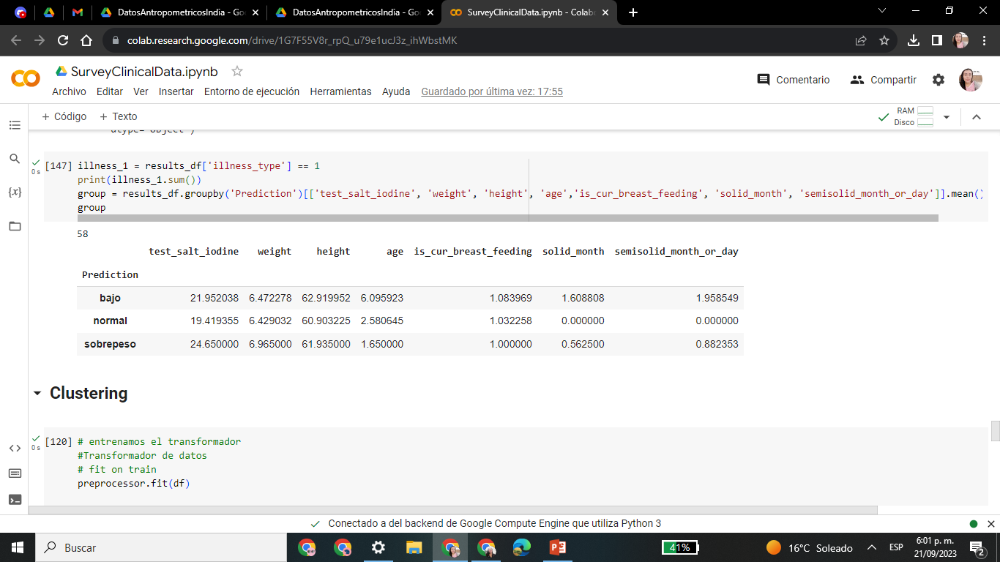 DatosAntropometricosIndia - Go
DatosAntropometricosIndia - Go
SurveyClinicalData.ipynb - Colab
colab.research.google.com/drive/1G7F55V8r_rpQ_u79e1ucJ3z_ihWbstMK
SurveyClinicalData.ipynb
Comentario
Compartir
Archivo Editar Ver Insertar Entorno de ejecución Herramientas Ayuda Guardado por última vez: 17:55
+ Código + Texto
RAM
Disco
dtype='object')
[147] illness_1 = results_df['illness_type'] == 1
0 s
print(illness_1.sum())
group = results_df.groupby('Prediction')[['test_salt_iodine', 'weight', 'height', 'age','is_cur_breast_feeding', 'solid_month', 'semisolid_month_or_day']].mean()
group
58
test_salt_iodine weight height age is_cur_breast_feeding solid_month semisolid_month_or_day
Prediction
bajo 21.952038 6.472278 62.919952 6.095923 1.083969 1.608808 1.958549
normal 19.419355 6.429032 60.903225 2.580645 1.032258 0.000000 0.000000
sobrepeso 24.650000 6.965000 61.935000 1.650000 1.000000 0.562500 0.882353
Clustering
[120] # entrenamos el transformador
0 s
#Transformador de datos
# fit on train
preprocessor.fit(df)
Conectado a del backend de Google Compute Engine que utiliza Python 3
Buscar
41%
16°C Soleado
ESP
6:01 p. m.
21/09/2023
2